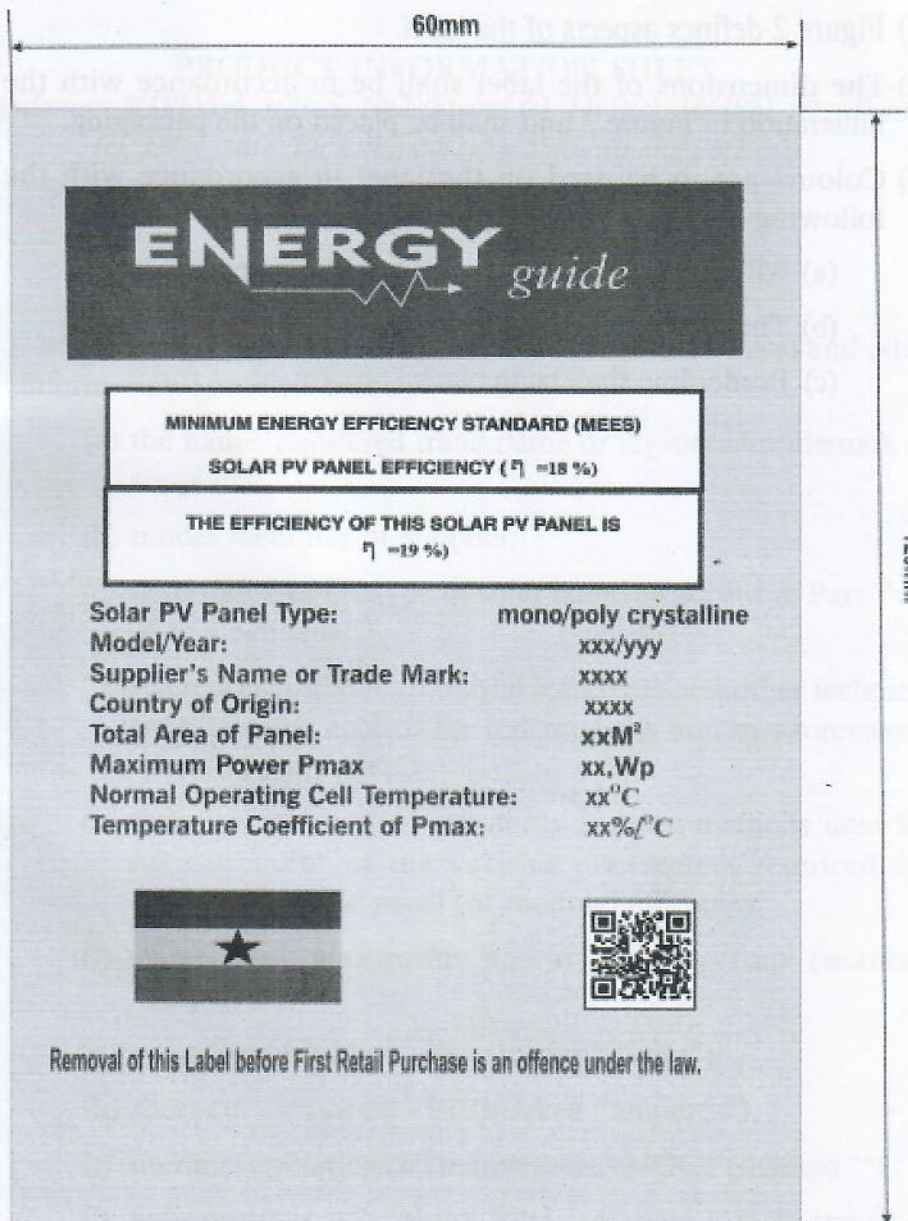 60mm
ENERGY
guide
MINIMUM ENERGY EFFICIENCY STANDARD (MEES)
SOLAR PV PANEL EFFICIENCY ( η =18 %)
THE EFFICIENCY OF THIS SOLAR PV PANEL IS
η =19 %)
Solar PV Panel Type: mono/poly crystalline
Model/Year: xxx/yyy
Supplier's Name or Trade Mark: xxxx
Country of Origin: xxxx
Total Area of Panel: xxM²
Maximum Power Pmax xx,Wp
Normal Operating Cell Temperature: xx°C
Temperature Coefficient of Pmax: xx%/°C
Removal of this Label before First Retail Purchase is an offence under the law.